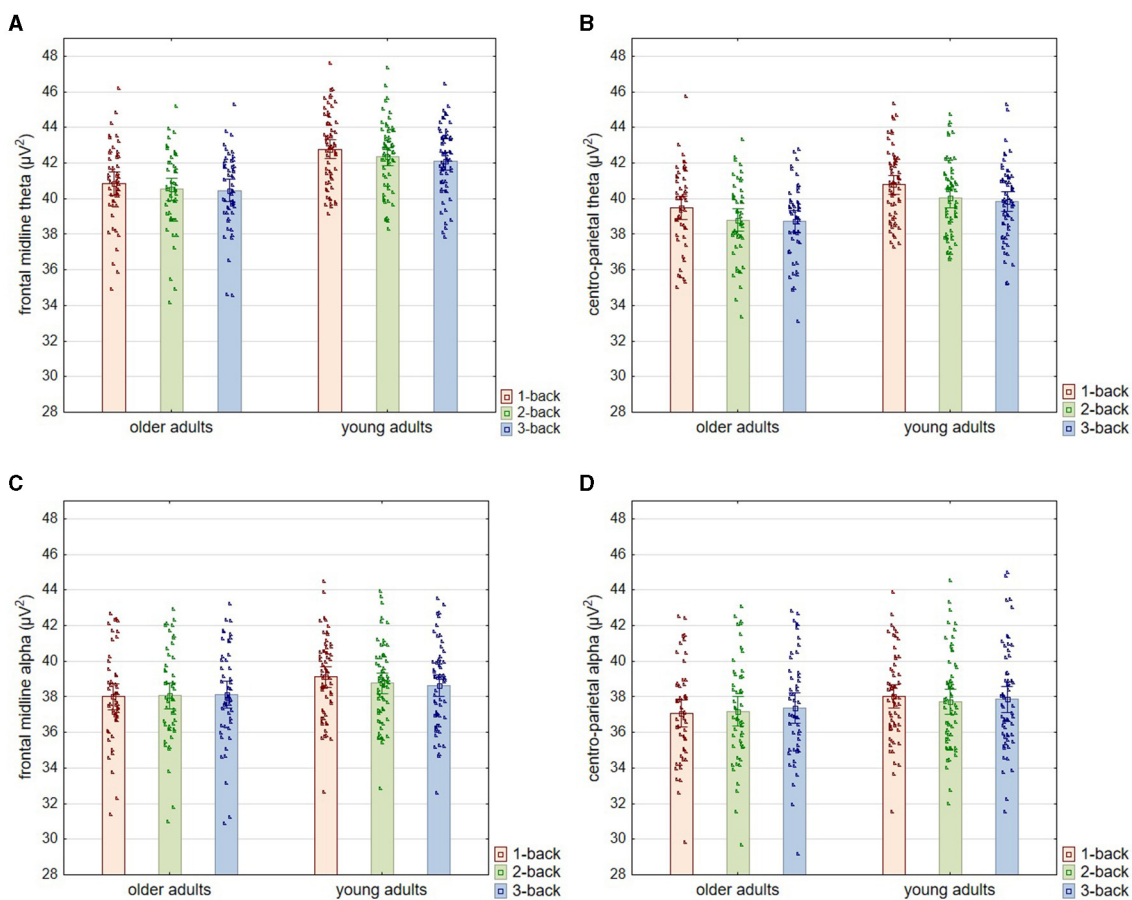 A
frontal midline theta (µV²)
48
46
44
42
40
38
36
34
32
30
28
older adults
young adults
1-back
2-back
3-back
B
centro-parietal theta (µV²)
48
46
44
42
40
38
36
34
32
30
28
older adults
young adults
1-back
2-back
3-back
C
frontal midline alpha (µV²)
48
46
44
42
40
38
36
34
32
30
28
older adults
young adults
1-back
2-back
3-back
D
centro-parietal alpha (µV²)
48
46
44
42
40
38
36
34
32
30
28
older adults
young adults
1-back
2-back
3-back